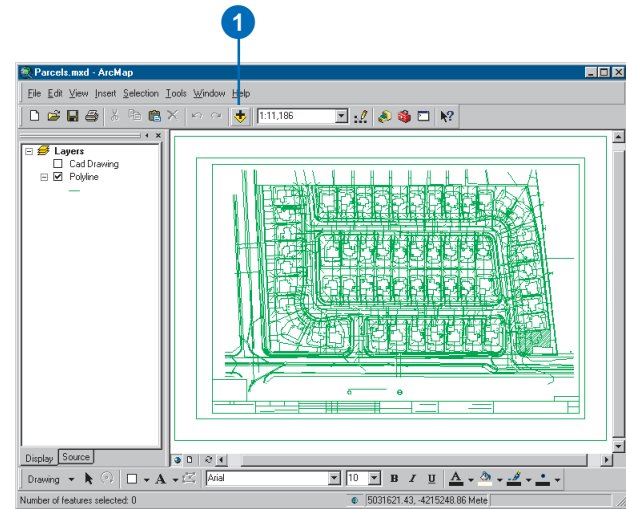 1
Parcels.mxd - ArcMap
File Edit View Insert Selection Tools Window Help
1:11,186
Layers
Cad Drawing
Polyline
Display Source
Drawing A Arial 10 B I U A
Number of features selected: 0 5031621.43, -4215248.86 Mete